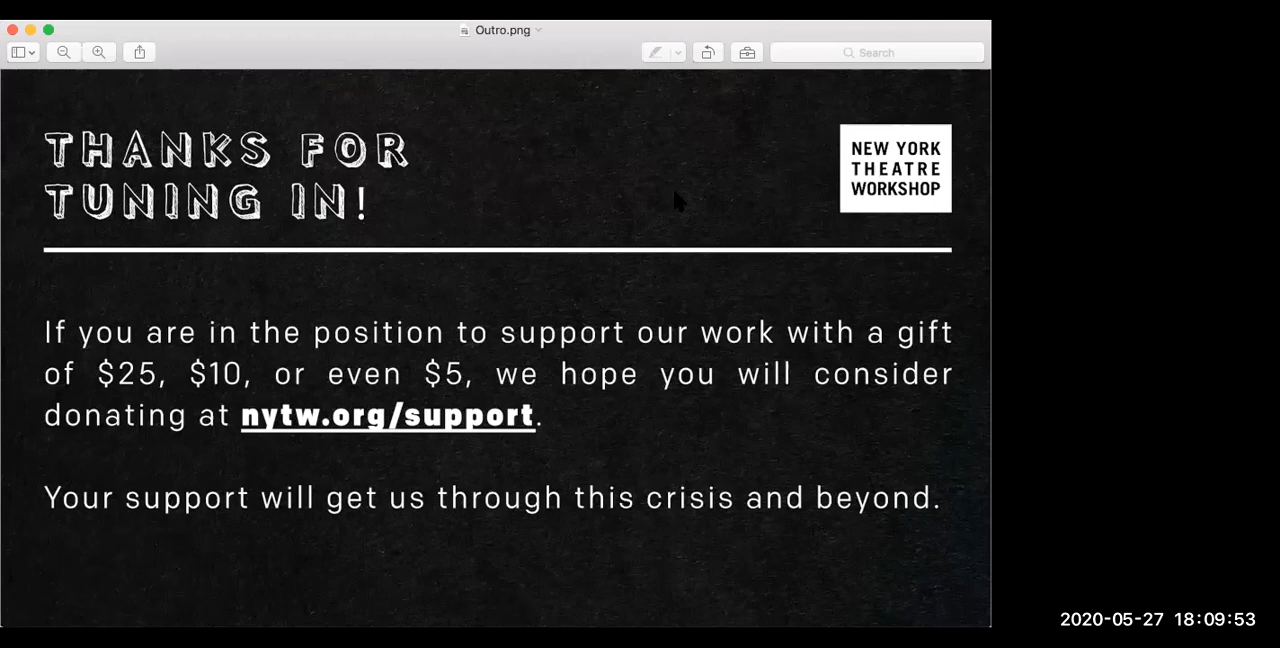 Outro.png
Search
THANKS FOR
TUNING IN!
NEW YORK
THEATRE
WORKSHOP
If you are in the position to support our work with a gift
of $25, $10, or even $5, we hope you will consider
donating at nytw.org/support.
Your support will get us through this crisis and beyond.
2020-05-27 18:09:53